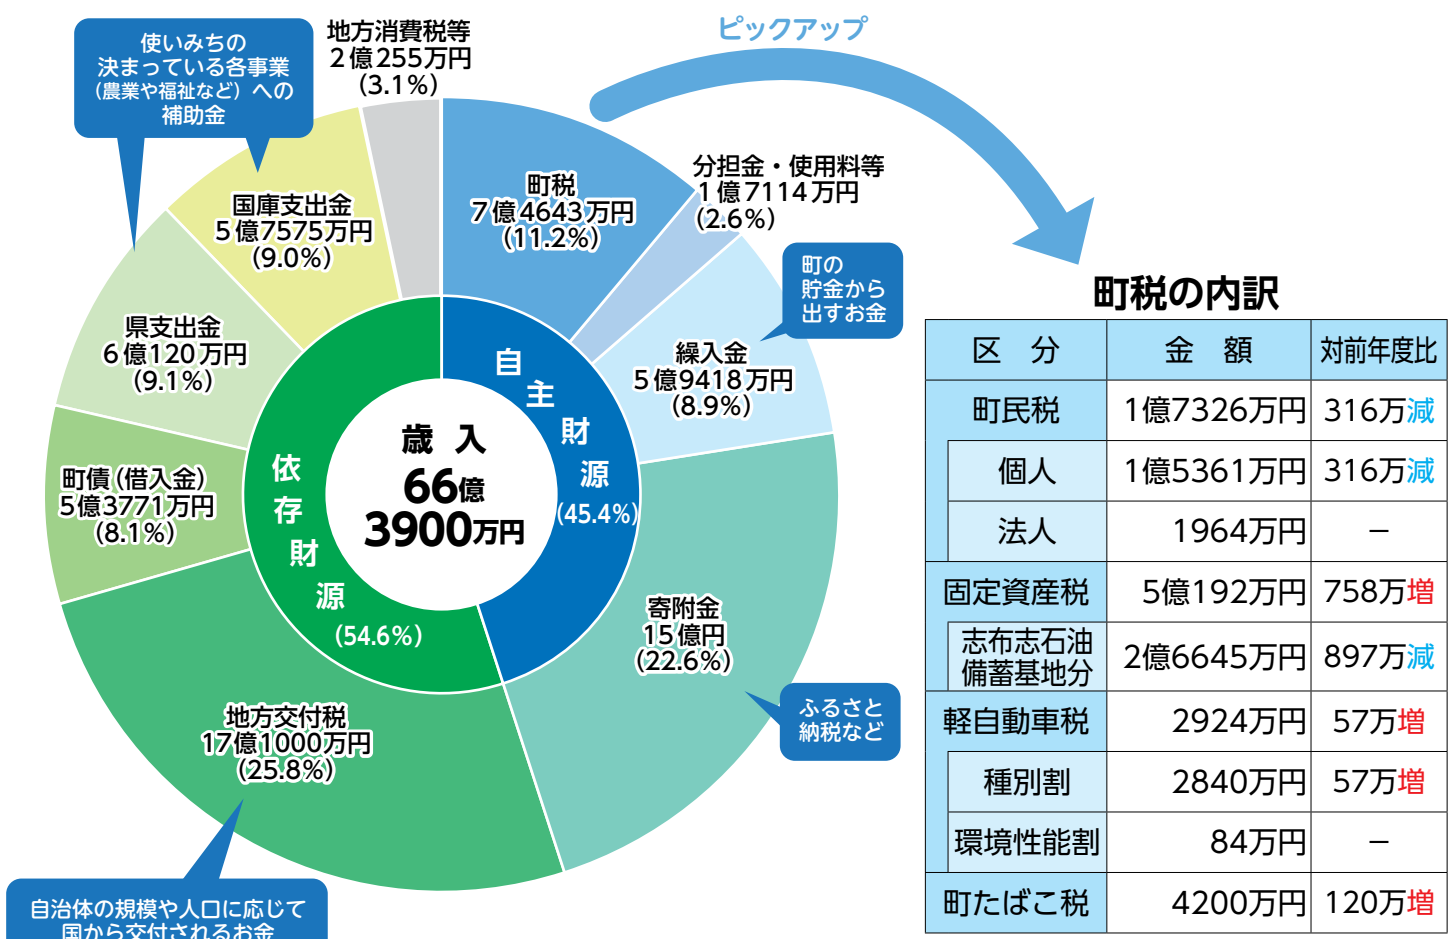 ピックアップ
使いみちの
決まっている各事業
(農業や福祉など)への
補助金
地方消費税等
2億255万円
(3.1%)
町税
7億4643万円
(11.2%)
分担金・使用料等
1億7114万円
(2.6%)
町の
貯金から
出すお金
繰入金
5億9418万円
(8.9%)
寄附金
15億円
(22.6%)
ふるさと
納税など
国庫支出金
5億7575万円
(9.0%)
県支出金
6億120万円
(9.1%)
町債(借入金)
5億3771万円
(8.1%)
地方交付税
17億1000万円
(25.8%)
自治体の規模や人口に応じて
国から交付されるお金
自主財源
(45.4%)
依存財源
(54.6%)
歳入
66億
3900万円
町税の内訳
区 分 金 額 対前年度比
町民税 1億7326万円 316万減
個人 1億5361万円 316万減
法人 1964万円 −
固定資産税 5億192万円 758万増
志布志石油
備蓄基地分 2億6645万円 897万減
軽自動車税 2924万円 57万増
種別割 2840万円 57万増
環境性能割 84万円 −
町たばこ税 4200万円 120万増